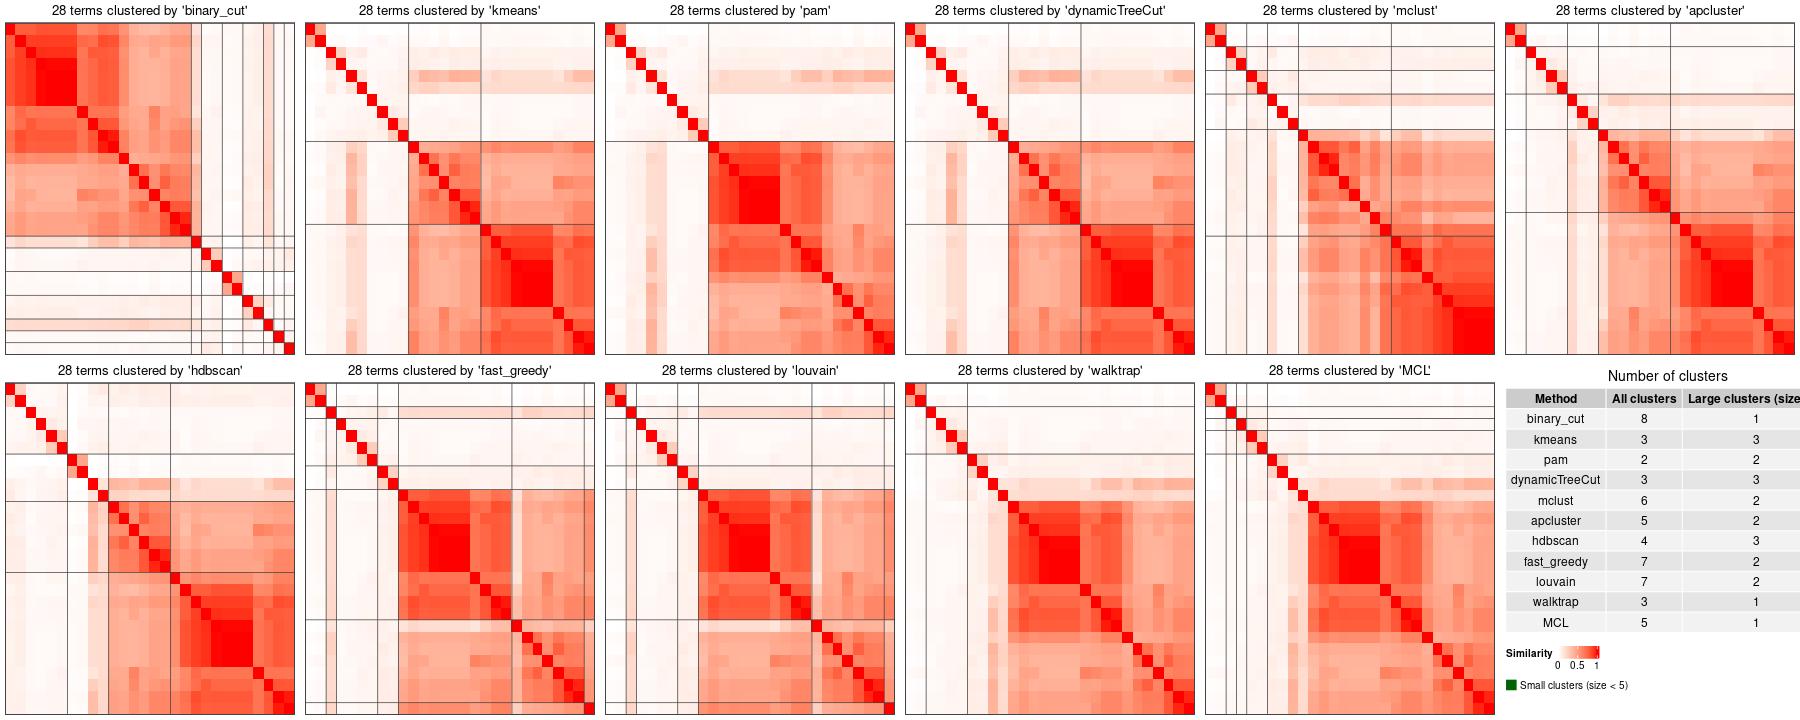 28 terms clustered by 'binary_cut'
28 terms clustered by 'kmeans'
28 terms clustered by 'pam'
28 terms clustered by 'dynamicTreeCut'
28 terms clustered by 'mclust'
28 terms clustered by 'apcluster'
28 terms clustered by 'hdbscan'
28 terms clustered by 'fast_greedy'
28 terms clustered by 'louvain'
28 terms clustered by 'walktrap'
28 terms clustered by 'MCL'
Number of clusters
Method All clusters Large clusters (size
binary_cut 8 1
kmeans 3 3
pam 2 2
dynamicTreeCut 3 3
mclust 6 2
apcluster 5 2
hdbscan 4 3
fast_greedy 7 2
louvain 7 2
walktrap 3 1
MCL 5 1
Similarity
0 0.5 1
Small clusters (size < 5)